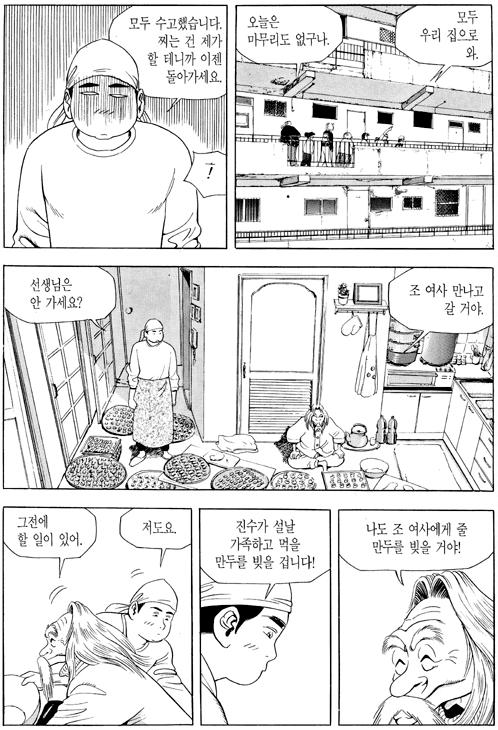 모두 수고했습니다.
찌는 건 제가
할 테니까 이젠
돌아가세요.
!
오늘은
마무리도 없구나.
모두
우리 집으로
와.
선생님은
안 가세요?
조 여사 만나고
갈 거야.
그전에
할 일이 있어.
저도요.
진수가 설날
가족하고 먹을
만두를 빚을 겁니다!
나도 조 여사에게 줄
만두를 빚을 거야!